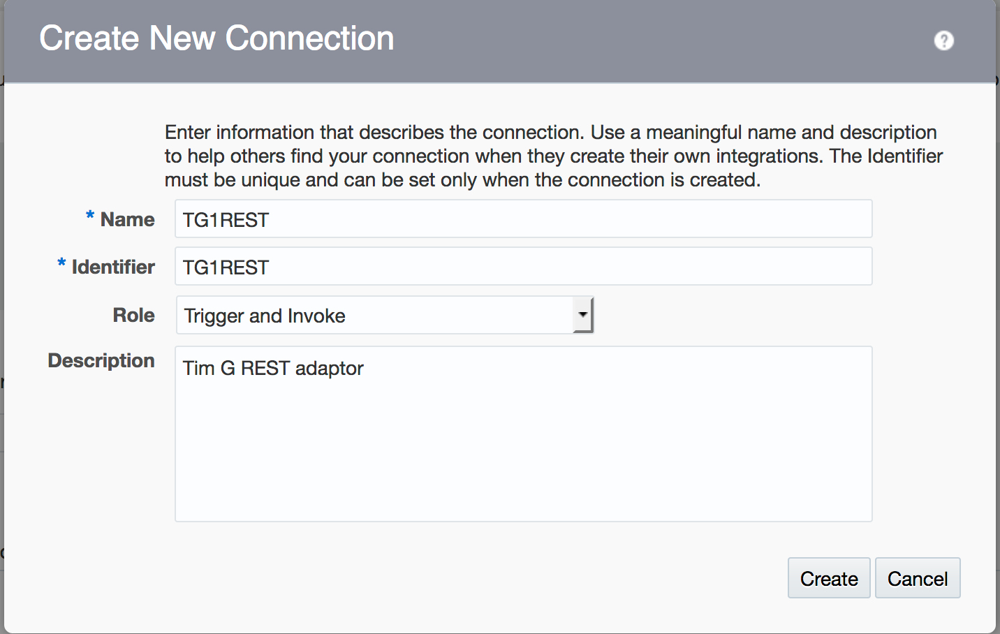 Create New Connection
?
Enter information that describes the connection. Use a meaningful name and description
to help others find your connection when they create their own integrations. The Identifier
must be unique and can be set only when the connection is created.
* Name TG1REST
* Identifier TG1REST
Role Trigger and Invoke
Description Tim G REST adaptor
Create Cancel